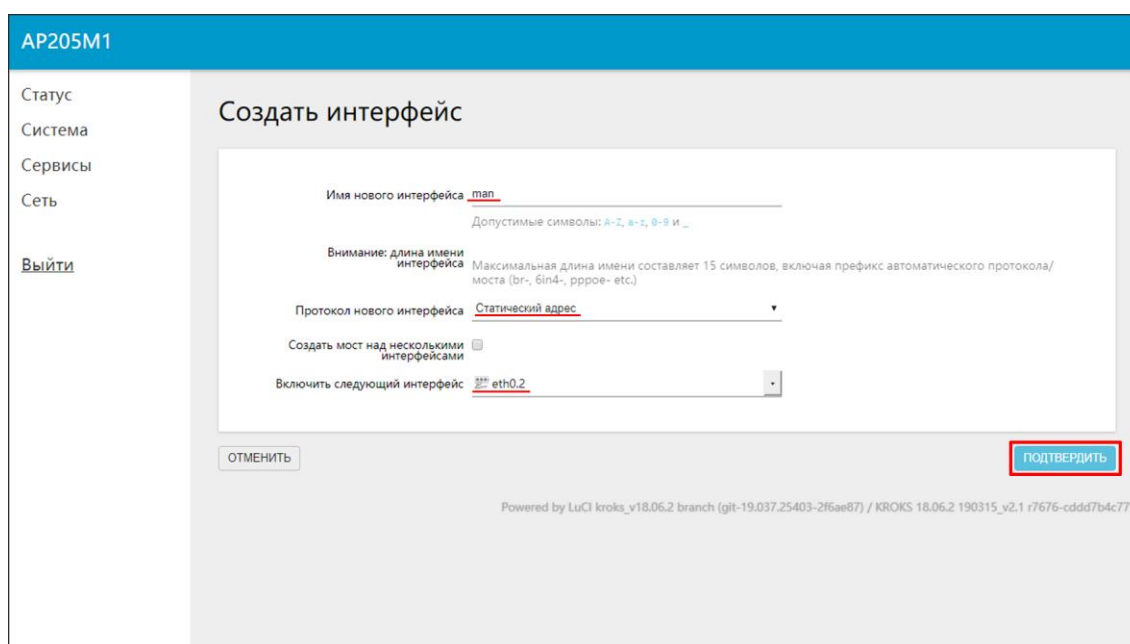 AP205M1
Статус
Система
Сервисы
Сеть
Выйти
Создать интерфейс
Имя нового интерфейса man
Допустимые символы: A-Z, a-z, 0-9 и _
Внимание: длина имени
интерфейса Максимальная длина имени составляет 15 символов, включая префикс автоматического протокола/
моста (br-, 6in4-, pppoe- etc.)
Протокол нового интерфейса Статический адрес
Создать мост над несколькими
интерфейсами
Включить следующий интерфейс eth0.2
ОТМЕНИТЬ
ПОДТВЕРДИТЬ
Powered by LuCI kroks_v18.06.2 branch (git-19.037.25403-2f6ae87) / KROKS 18.06.2 190315_v2.1 r7676-cddd7b4c77